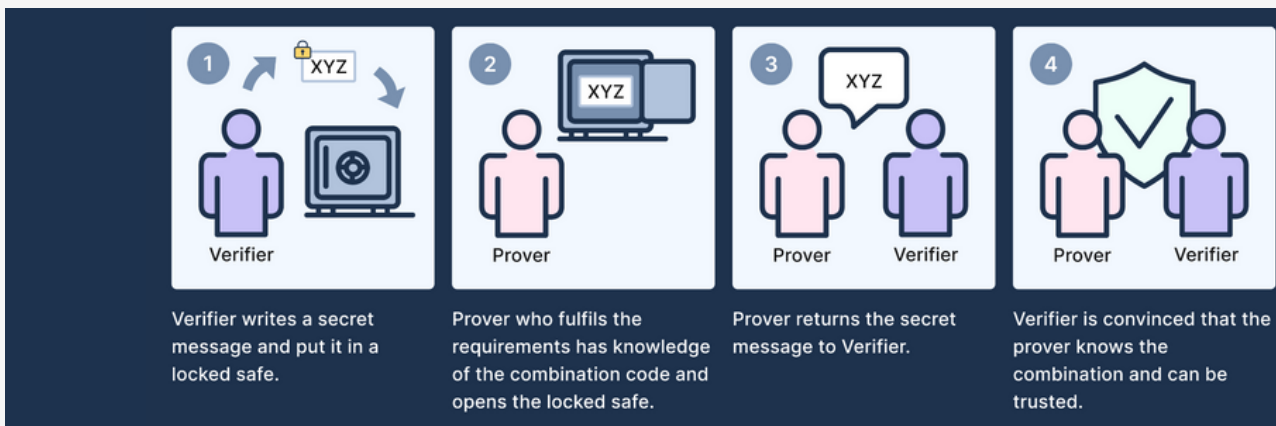 1
XYZ
Verifier
Verifier writes a secret
message and put it in a
locked safe.
2
XYZ
Prover
Prover who fulfils the
requirements has knowledge
of the combination code and
opens the locked safe.
3
XYZ
Prover
Verifier
Prover returns the secret
message to Verifier.
4
Prover
Verifier
Verifier is convinced that the
prover knows the
combination and can be
trusted.